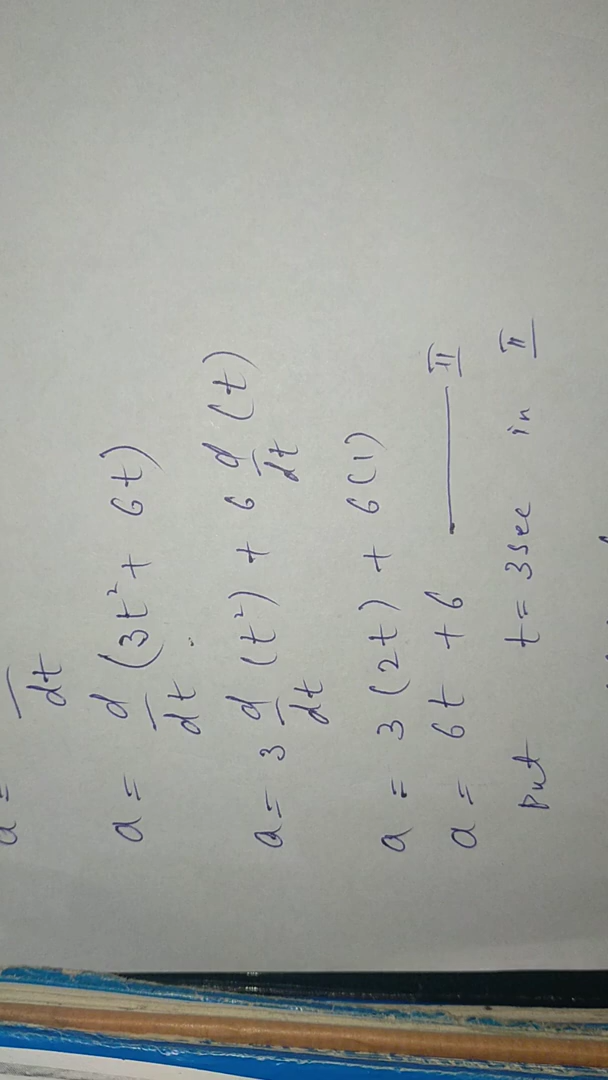 a = —
dt
a = d/dt (3t² + 6t)
a = 3 d/dt (t²) + 6 d/dt (t)
a = 3(2t) + 6(1)
a = 6t + 6 ——— II
Put t = 3sec in II